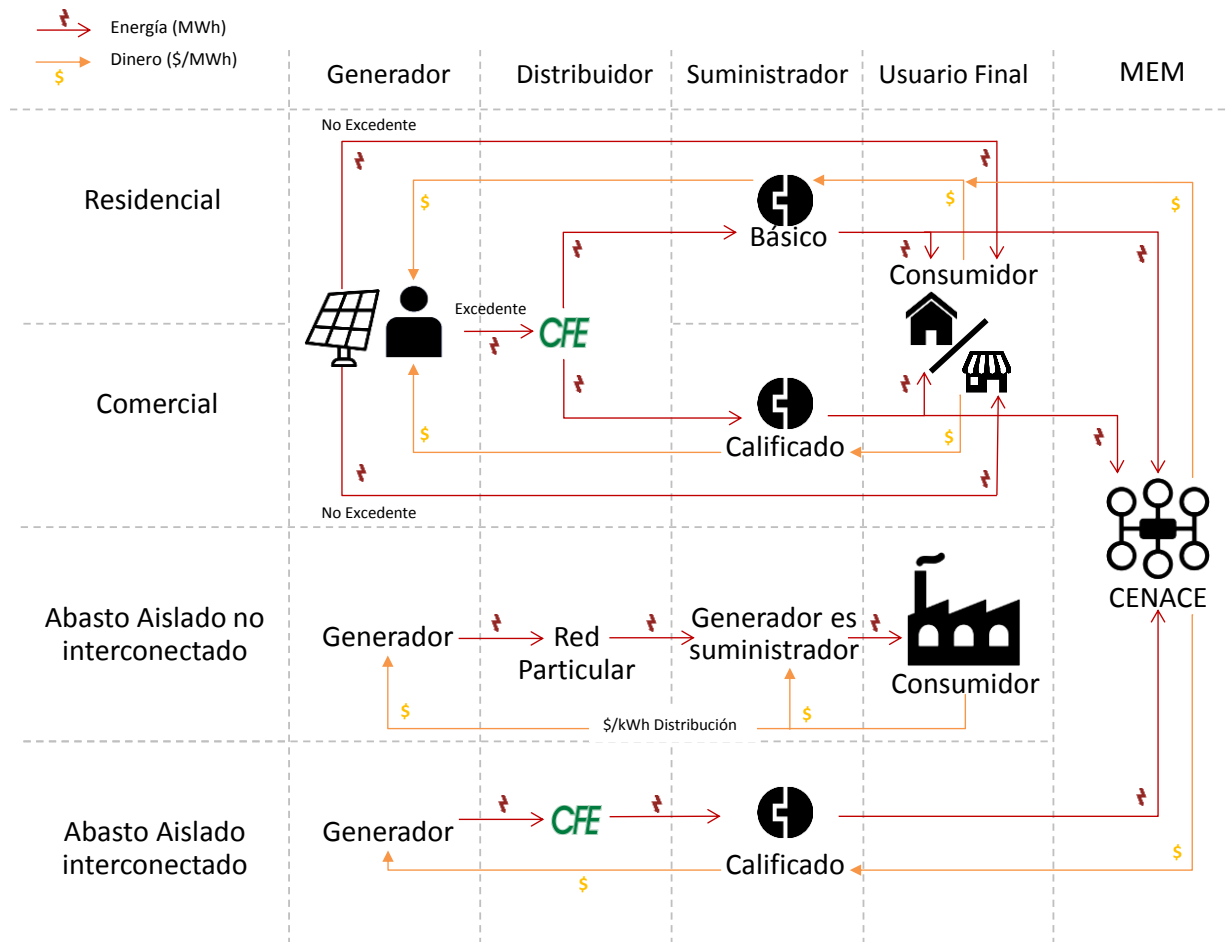 Energía (MWh)
Dinero ($/MWh)
$
Generador
Distribuidor
Suministrador
Usuario Final
MEM
No Excedente
Residencial
$
$
$
Básico
Consumidor
Excedente
CFE
Comercial
$
$
Calificado
No Excedente
CENACE
Abasto Aislado no
interconectado
Generador
Red
Particular
Generador es
suministrador
Consumidor
$
$
$/kWh Distribución
Abasto Aislado
interconectado
Generador
CFE
Calificado
$
$